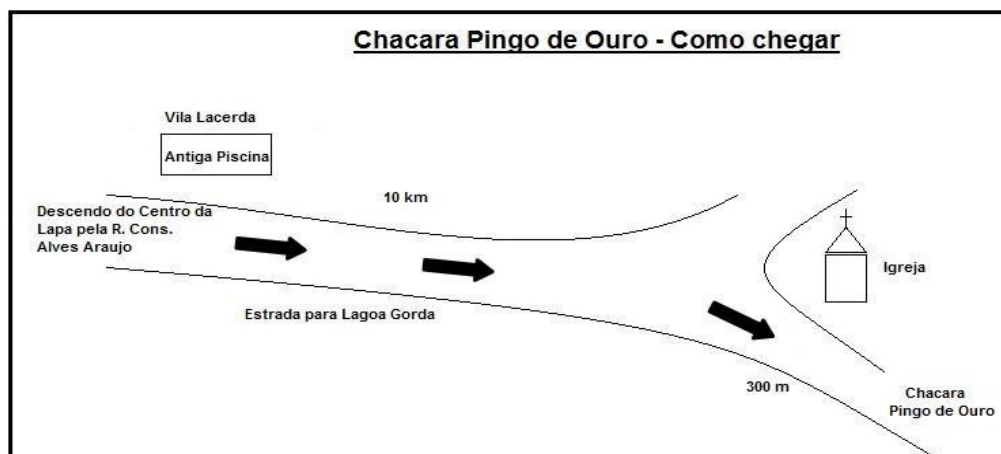 Chacara Pingo de Ouro - Como chegar
Vila Lacerda
Antiga Piscina
10 km
Descendo do Centro da
Lapa pela R. Cons.
Alves Araujo
Igreja
Estrada para Lagoa Gorda
300 m
Chacara
Pingo de Ouro